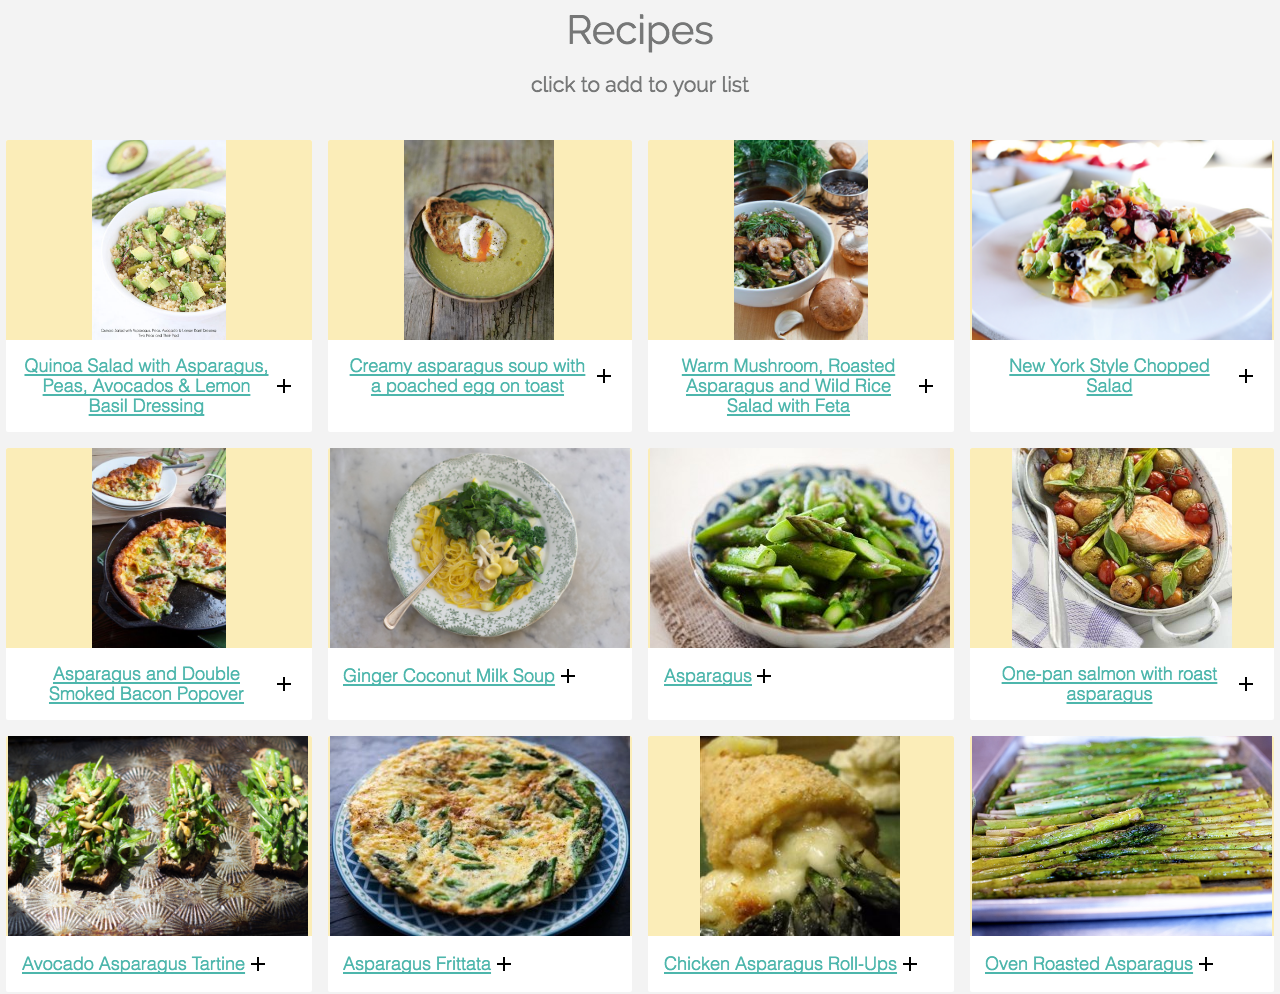 Recipes
click to add to your list
Quinoa Salad with Asparagus,
Peas, Avocados & Lemon
Basil Dressing
+
Creamy asparagus soup with
a poached egg on toast
+
Warm Mushroom, Roasted
Asparagus and Wild Rice
Salad with Feta
+
New York Style Chopped
Salad
+
Asparagus and Double
Smoked Bacon Popover
+
Ginger Coconut Milk Soup +
Asparagus +
One-pan salmon with roast
asparagus
+
Avocado Asparagus Tartine +
Asparagus Frittata +
Chicken Asparagus Roll-Ups +
Oven Roasted Asparagus +